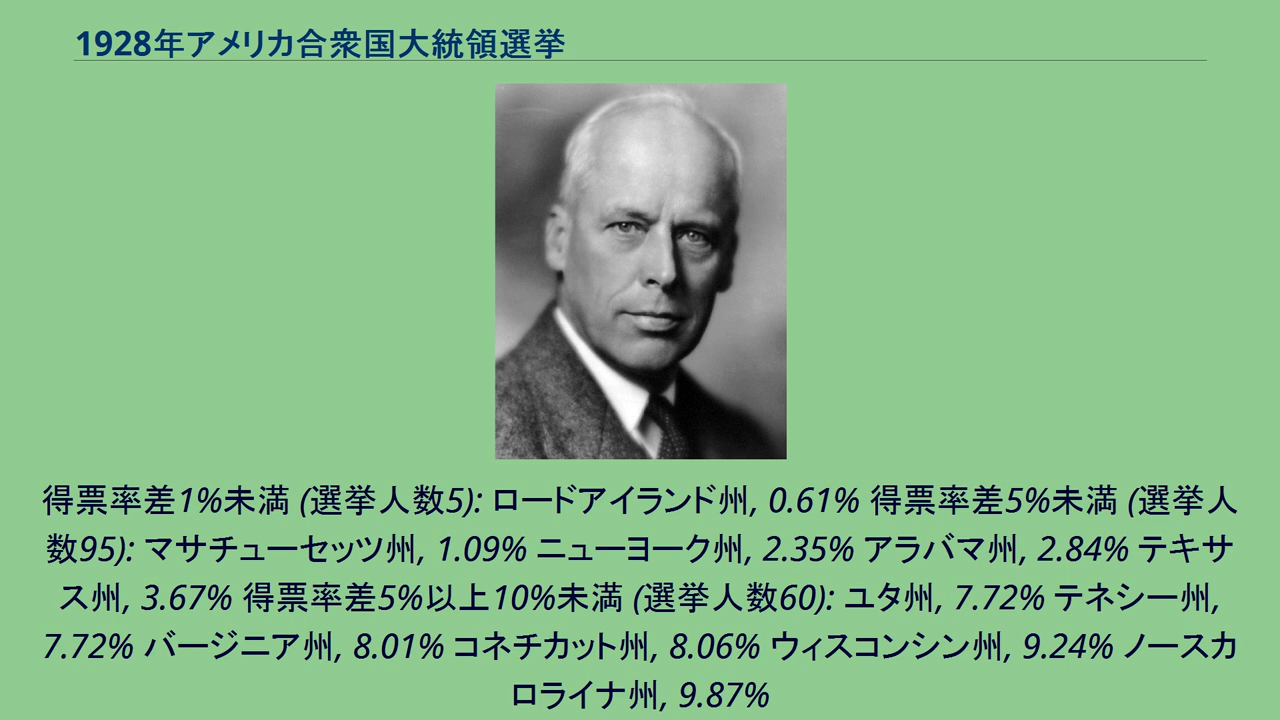 1928年アメリカ合衆国大統領選挙
得票率差1%未満 (選挙人数5): ロードアイランド州, 0.61% 得票率差5%未満 (選挙人
数95): マサチューセッツ州, 1.09% ニューヨーク州, 2.35% アラバマ州, 2.84% テキサ
ス州, 3.67% 得票率差5%以上10%未満 (選挙人数60): ユタ州, 7.72% テネシー州,
7.72% バージニア州, 8.01% コネチカット州, 8.06% ウィスコンシン州, 9.24% ノースカ
ロライナ州, 9.87%